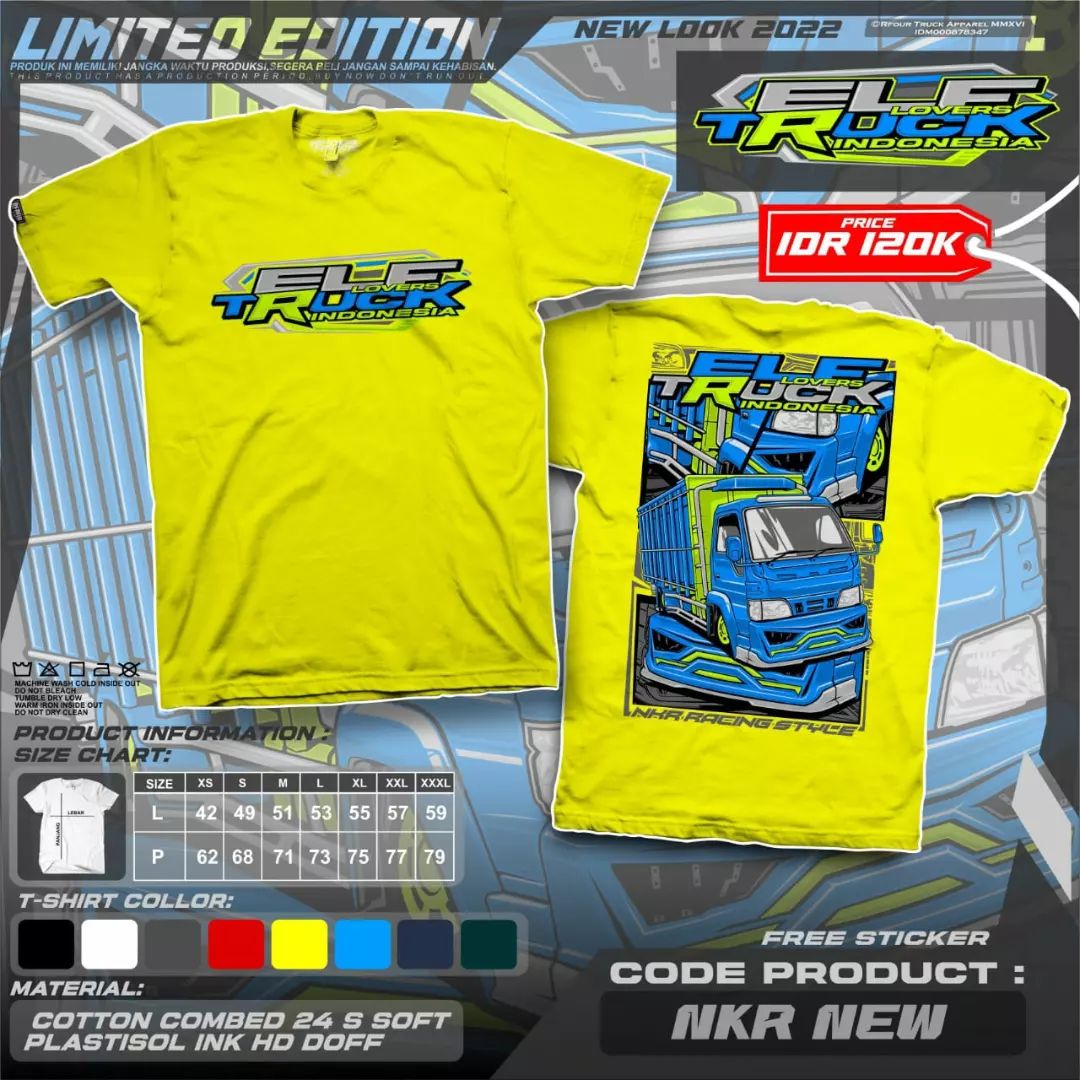 LIMITED EDITION
PRODUK INI MEMILIKI JANGKA WAKTU PRODUKSI,SEGERA BELI JANGAN SAMPAI KEHABISAN.
THIS PRODUCT HAS A PRODUCTION PERIOD, BUY NOW DON'T RUN OUT.
NEW LOOK 2022
©RFOUR TRUCK APPAREL MMXVI
IDM000878347
ELF
LOVERS
TRUCK
INDONESIA
PRICE
IDR 120K
ELF
LOVERS
TRUCK
INDONESIA
ELF
LOVERS
TRUCK
INDONESIA
NKR RACING STYLE
MACHINE WASH COLD INSIDE OUT
DO NOT BLEACH
TUMBLE DRY LOW
WARM IRON INSIDE OUT
DO NOT DRY CLEAN
PRODUCT INFORMATION :
SIZE CHART:
LEBAR
PANJANG
SIZE XS S M L XL XXL XXXL
L 42 49 51 53 55 57 59
P 62 68 71 73 75 77 79
T-SHIRT COLLOR:
MATERIAL:
COTTON COMBED 24 S SOFT
PLASTISOL INK HD DOFF
FREE STICKER
CODE PRODUCT :
NKR NEW